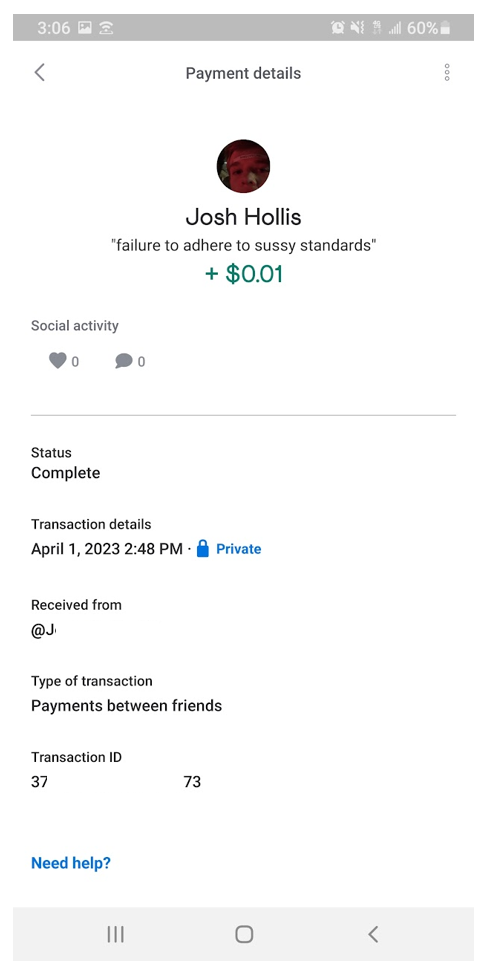 3:06 60%
Payment details
Josh Hollis
"failure to adhere to sussy standards"
+ $0.01
Social activity
0 0
Status
Complete
Transaction details
April 1, 2023 2:48 PM · Private
Received from
@J
Type of transaction
Payments between friends
Transaction ID
37 73
Need help?